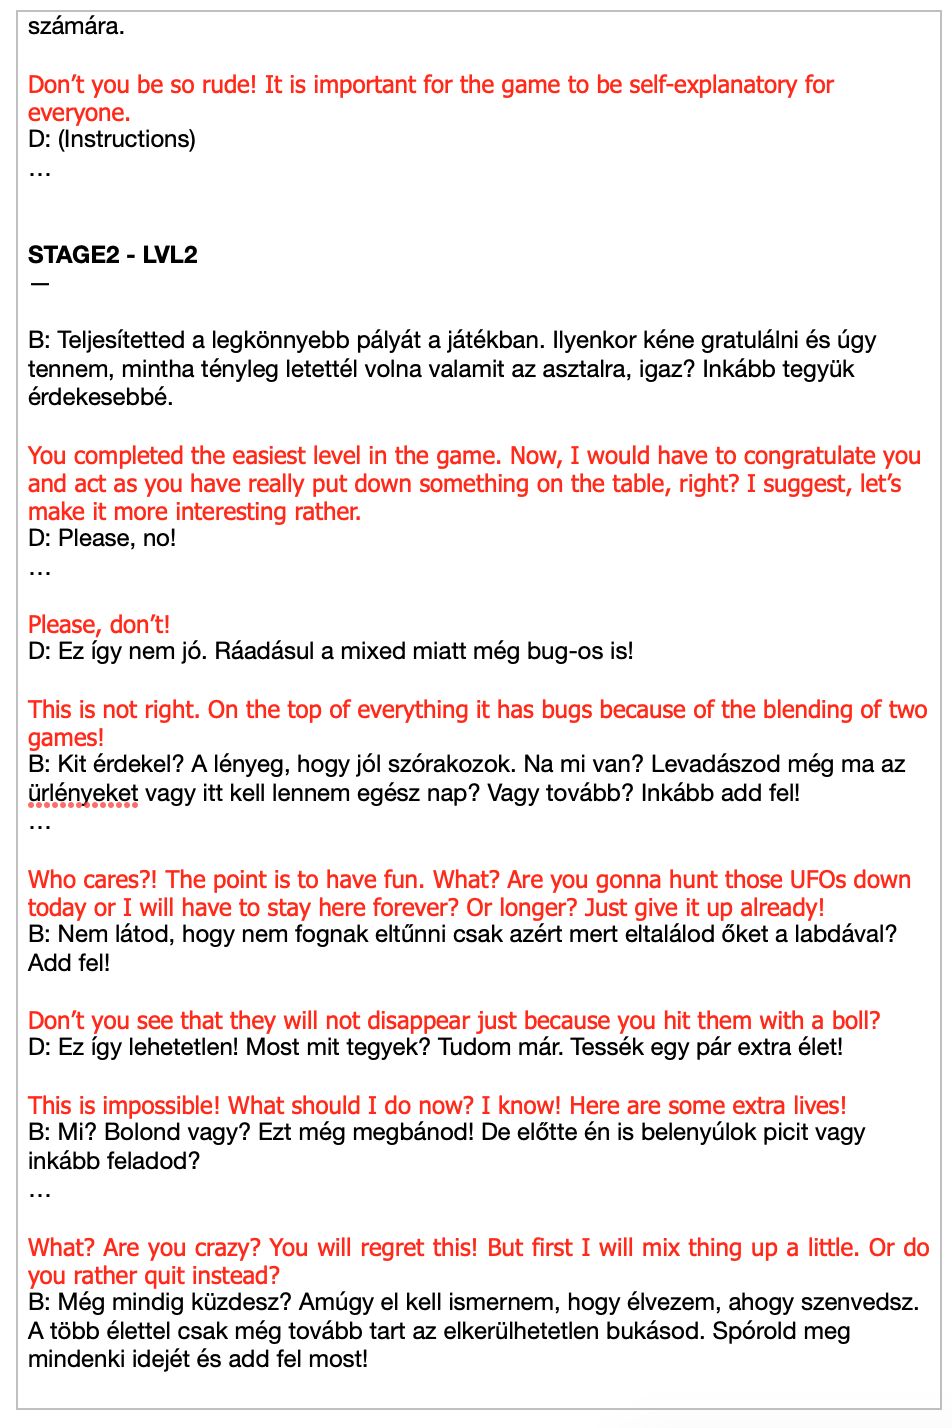 számára.
Don’t you be so rude! It is important for the game to be self-explanatory for
everyone.
D: (Instructions)
…
STAGE2 - LVL2
—
B: Teljesítetted a legkönnyebb pályát a játékban. Ilyenkor kéne gratulálni és úgy
tennem, mintha tényleg letettél volna valamit az asztalra, igaz? Inkább tegyük
érdekesebbé.
You completed the easiest level in the game. Now, I would have to congratulate you
and act as you have really put down something on the table, right? I suggest, let’s
make it more interesting rather.
D: Please, no!
…
Please, don’t!
D: Ez így nem jó. Ráadásul a mixed miatt még bug-os is!
This is not right. On the top of everything it has bugs because of the blending of two
games!
B: Kit érdekel? A lényeg, hogy jól szórakozok. Na mi van? Levadászod még ma az
ürlényeket vagy itt kell lennem egész nap? Vagy tovább? Inkább add fel!
…
Who cares?! The point is to have fun. What? Are you gonna hunt those UFOs down
today or I will have to stay here forever? Or longer? Just give it up already!
B: Nem látod, hogy nem fognak eltűnni csak azért mert eltalálod őket a labdával?
Add fel!
Don’t you see that they will not disappear just because you hit them with a boll?
D: Ez így lehetetlen! Most mit tegyek? Tudom már. Tessék egy pár extra élet!
This is impossible! What should I do now? I know! Here are some extra lives!
B: Mi? Bolond vagy? Ezt még megbánod! De előtte én is belenyúlok picit vagy
inkább feladod?
…
What? Are you crazy? You will regret this! But first I will mix thing up a little. Or do
you rather quit instead?
B: Még mindig küzdesz? Amúgy el kell ismernem, hogy élvezem, ahogy szenvedsz.
A több élettel csak még tovább tart az elkerülhetetlen bukásod. Spórold meg
mindenki idejét és add fel most!